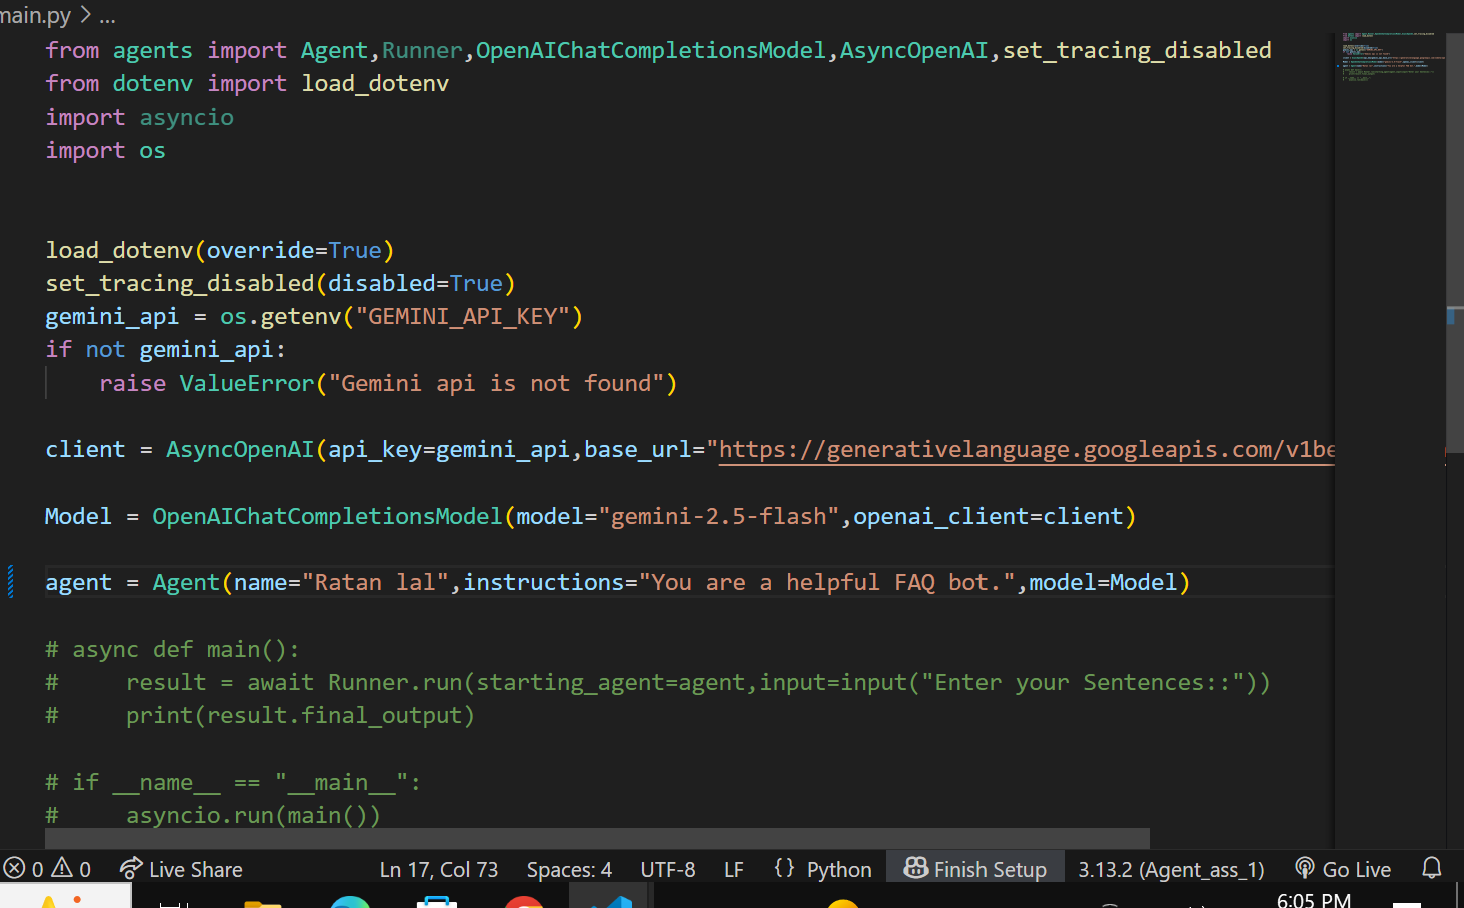 main.py > ...
from agents import Agent,Runner,OpenAIChatCompletionsModel,AsyncOpenAI,set_tracing_disabled
from dotenv import load_dotenv
import asyncio
import os
load_dotenv(override=True)
set_tracing_disabled(disabled=True)
gemini_api = os.getenv("GEMINI_API_KEY")
if not gemini_api:
    raise ValueError("Gemini api is not found")
client = AsyncOpenAI(api_key=gemini_api,base_url="https://generativelanguage.googleapis.com/v1be
Model = OpenAIChatCompletionsModel(model="gemini-2.5-flash",openai_client=client)
agent = Agent(name="Ratan lal",instructions="You are a helpful FAQ bot.",model=Model)
# async def main():
#     result = await Runner.run(starting_agent=agent,input=input("Enter your Sentences::"))
#     print(result.final_output)
# if __name__ == "__main__":
#     asyncio.run(main())
0 0 Live Share Ln 17, Col 73 Spaces: 4 UTF-8 LF {} Python Finish Setup 3.13.2 (Agent_ass_1) Go Live
6:05 PM